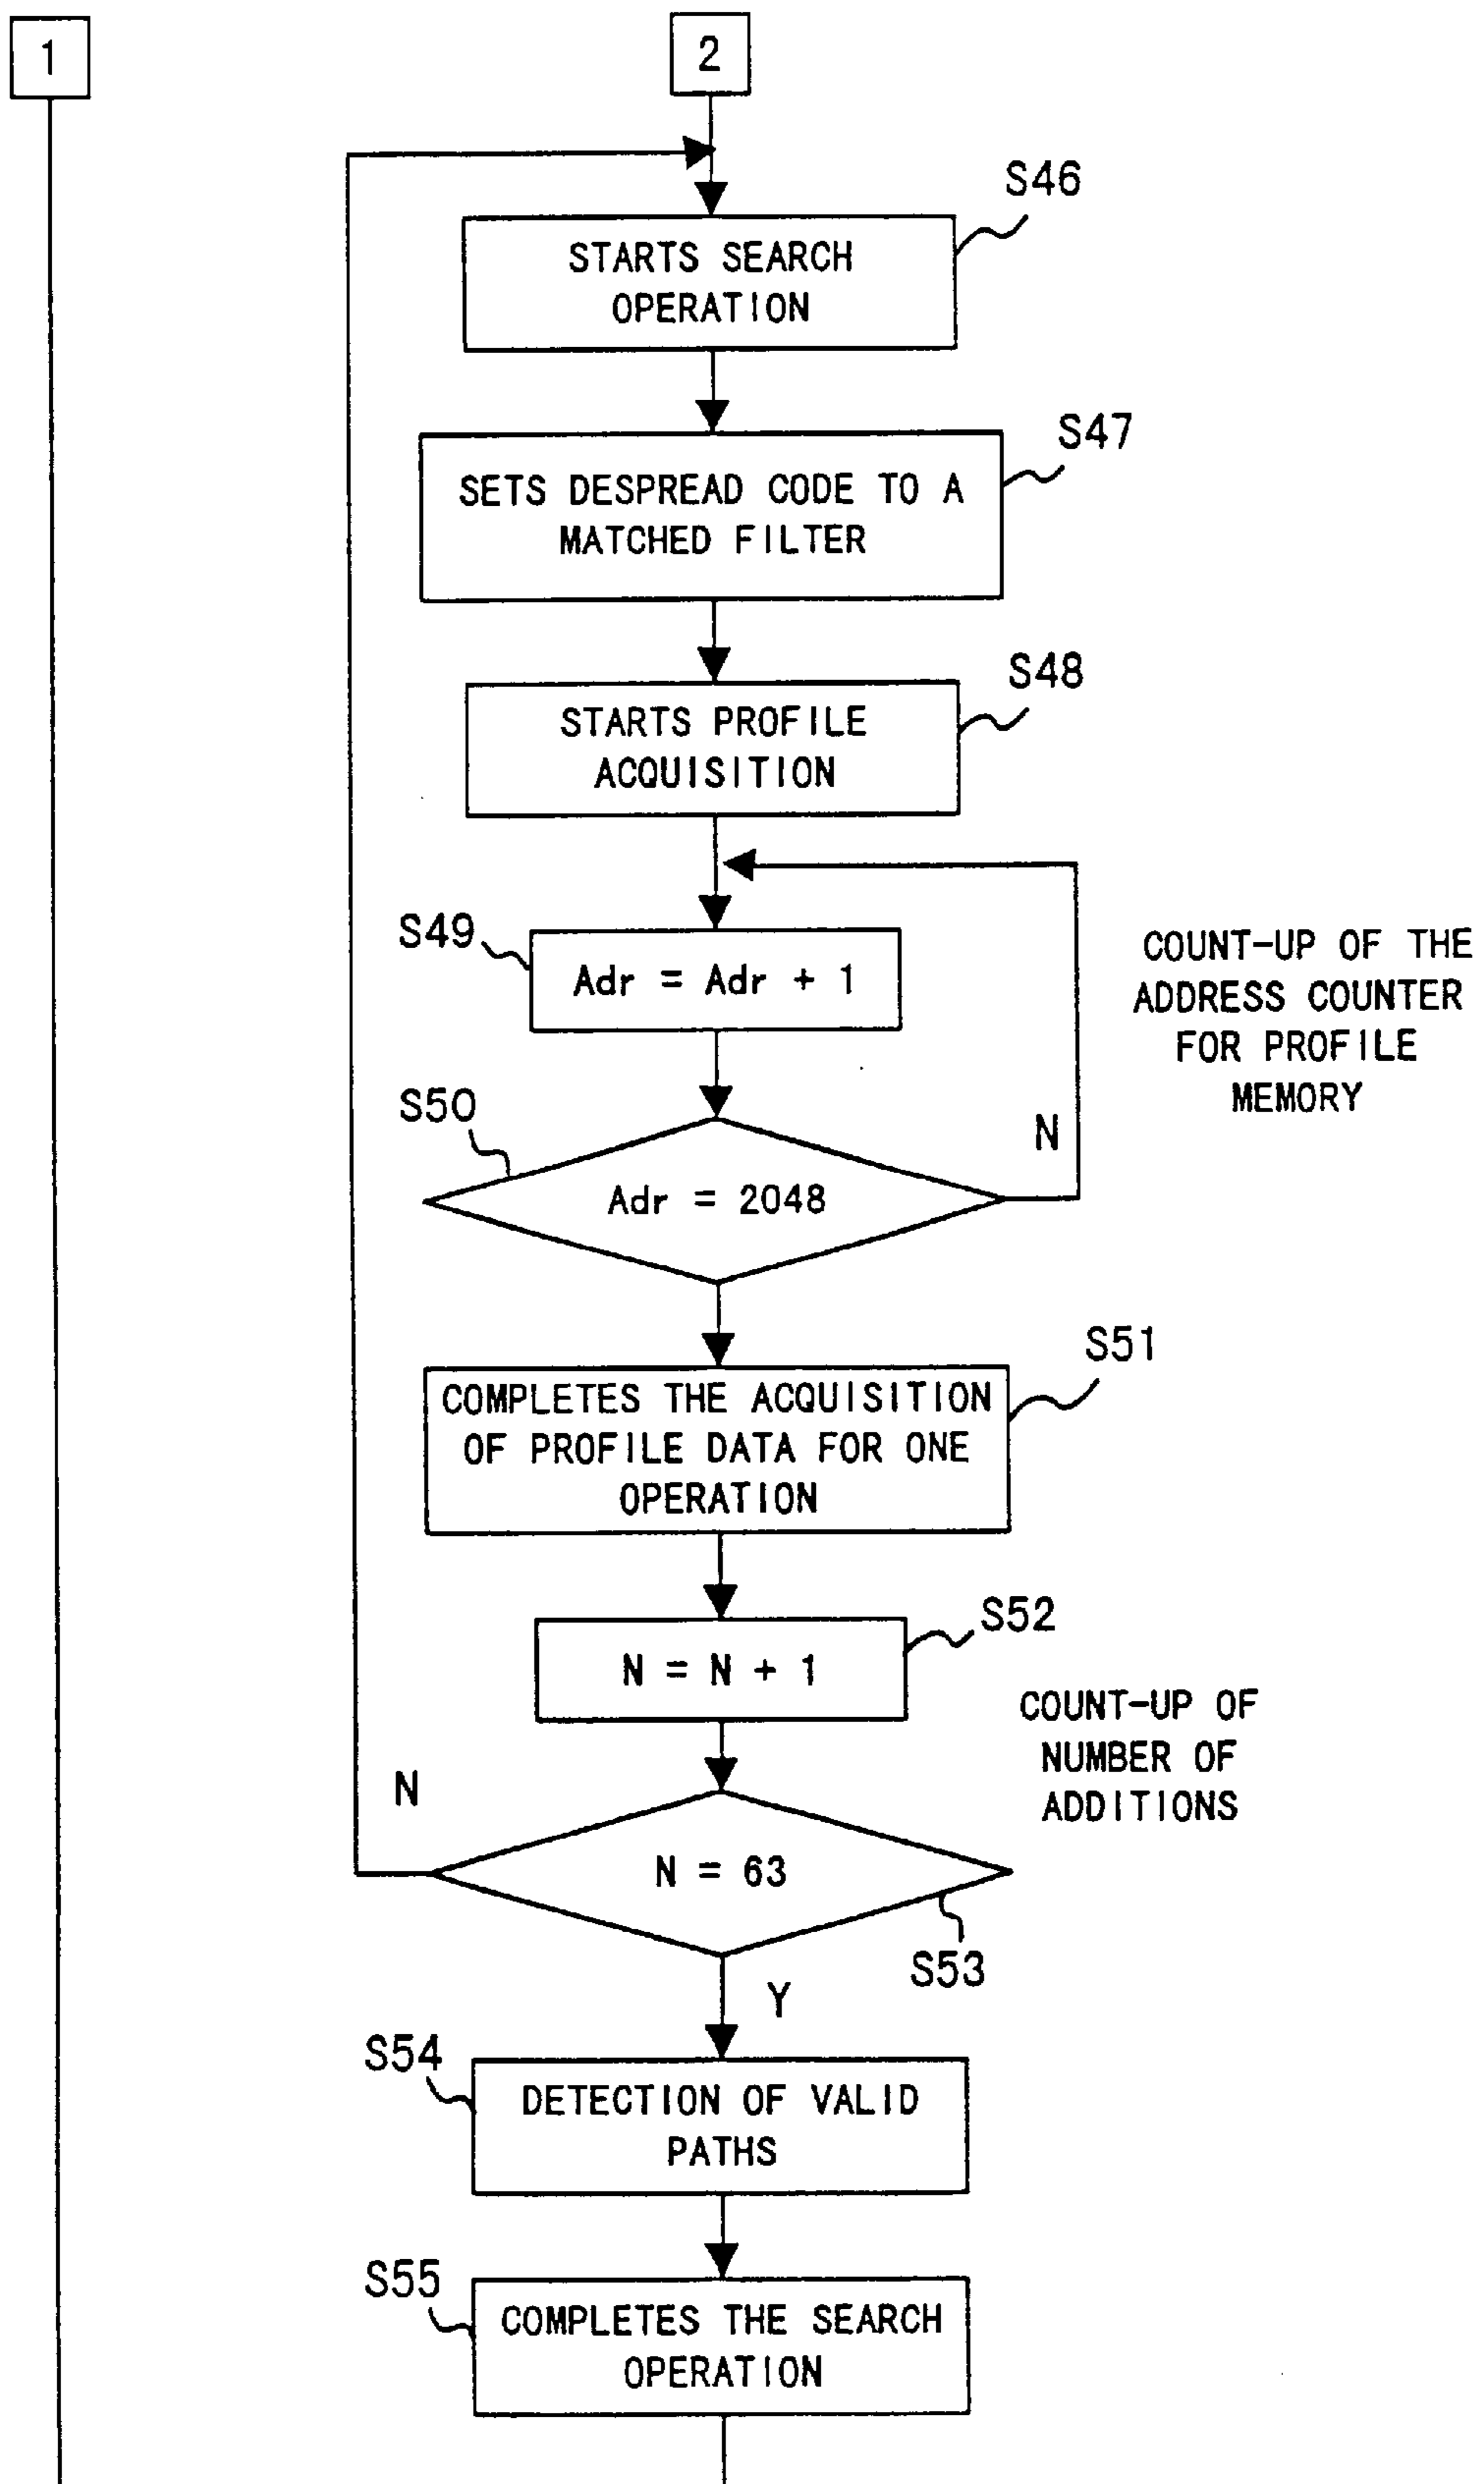 1
2
S46
STARTS SEARCH
OPERATION
S47
SETS DESPREAD CODE TO A
MATCHED FILTER
S48
STARTS PROFILE
ACQUISITION
S49
Adr = Adr + 1
COUNT-UP OF THE
ADDRESS COUNTER
FOR PROFILE
MEMORY
S50
N
Adr = 2048
S51
COMPLETES THE ACQUISITION
OF PROFILE DATA FOR ONE
OPERATION
S52
N = N + 1
COUNT-UP OF
NUMBER OF
ADDITIONS
N
N = 63
S53
Y
S54
DETECTION OF VALID
PATHS
S55
COMPLETES THE SEARCH
OPERATION